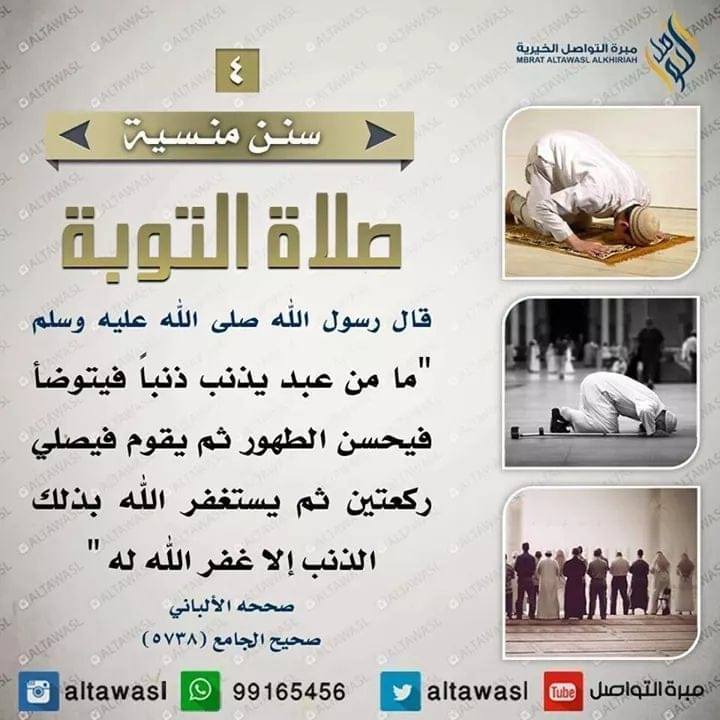 مبرة التواصل الخيرية
MBRAT ALTAWASL ALKHIRIAH
٤
سنن منسية
صلاة التوبة
قال رسول الله صلى الله عليه وسلم
"ما من عبد يذنب ذنباً فيتوضأ
فيحسن الطهور ثم يقوم فيصلي
ركعتين ثم يستغفر الله بذلك
الذنب إلا غفر الله له "
صححه الألباني
صحيح الجامع (٥٧٣٨)
altawasl 99165456 altawasl Tube مبرة التواصل
@ALTAWASL